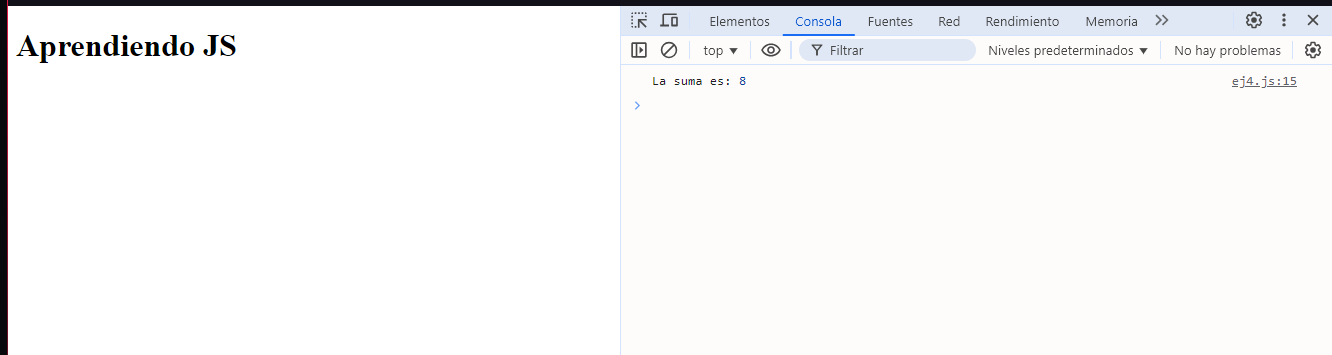 Aprendiendo JS
Elementos Consola Fuentes Red Rendimiento Memoria
top Filtrar Niveles predeterminados No hay problemas
La suma es: 8 ej4.js:15